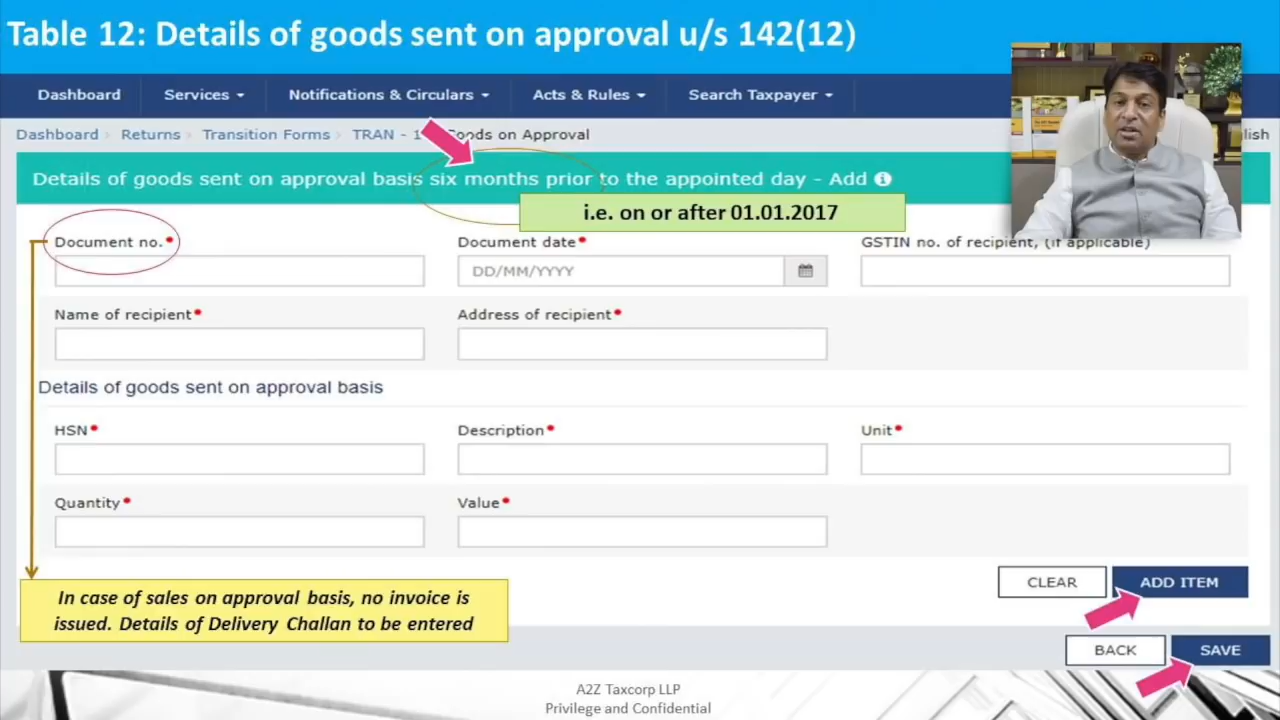 Table 12: Details of goods sent on approval u/s 142(12)
Dashboard Services Notifications & Circulars Acts & Rules Search Taxpayer
Dashboard Returns Transition Forms TRAN - 1 Goods on Approval
Details of goods sent on approval basis six months prior to the appointed day - Add
i.e. on or after 01.01.2017
Document no.* Document date* GSTIN no. of recipient, (if applicable)
DD/MM/YYYY
Name of recipient* Address of recipient*
Details of goods sent on approval basis
HSN* Description* Unit*
Quantity* Value*
CLEAR ADD ITEM
In case of sales on approval basis, no invoice is
issued. Details of Delivery Challan to be entered
BACK SAVE
A2Z Taxcorp LLP
Privilege and Confidential